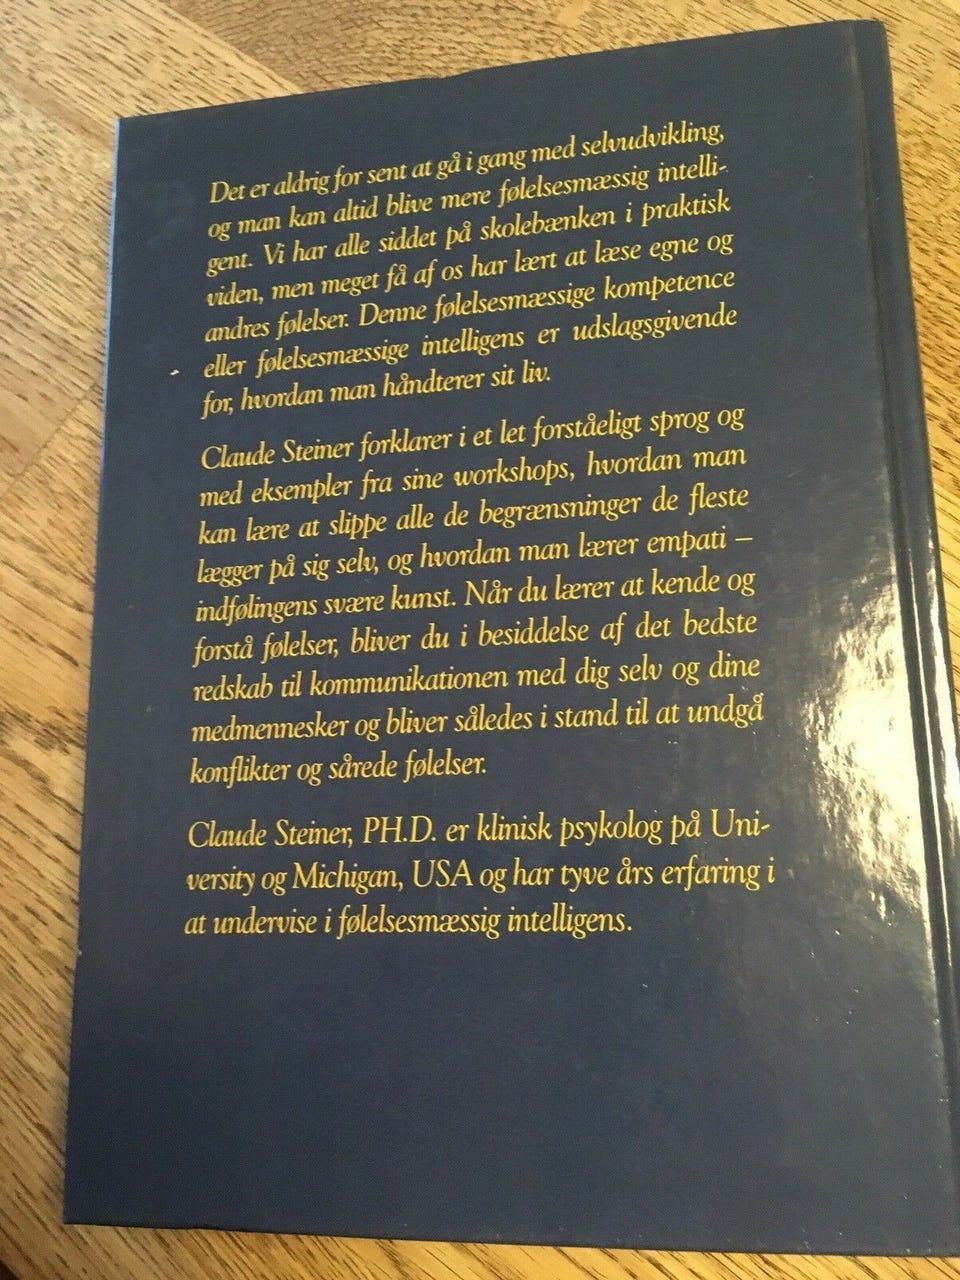 Det er aldrig for sent at gå i gang med selvudvikling,
og man kan altid blive mere følelsesmæssig intelli-
gent. Vi har alle siddet på skolebænken i praktisk
viden, men meget få af os har lært at læse egne og
andres følelser. Denne følelsesmæssige kompetence
eller følelsesmæssige intelligens er udslagsgivende
for, hvordan man håndterer sit liv.
Claude Steiner forklarer i et let forståeligt sprog og
med eksempler fra sine workshops, hvordan man
kan lære at slippe alle de begrænsninger de fleste
lægger på sig selv, og hvordan man lærer empati –
indfølingens svære kunst. Når du lærer at kende og
forstå følelser, bliver du i besiddelse af det bedste
redskab til kommunikationen med dig selv og dine
medmennesker og bliver således i stand til at undgå
konflikter og sårede følelser.
Claude Steiner, PH.D. er klinisk psykolog på Uni-
versity og Michigan, USA og har tyve års erfaring i
at undervise i følelsesmæssig intelligens.